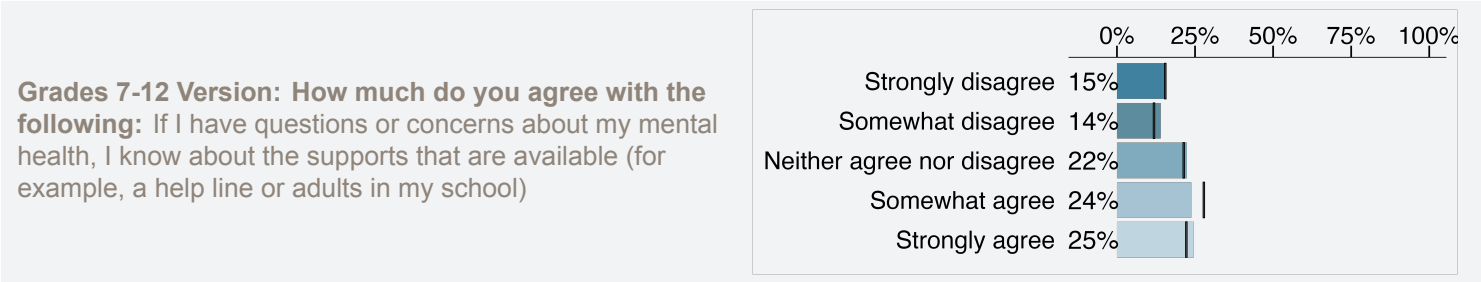 Grades 7-12 Version: How much do you agree with the
following: If I have questions or concerns about my mental
health, I know about the supports that are available (for
example, a help line or adults in my school)
0% 25% 50% 75% 100%
Strongly disagree 15%
Somewhat disagree 14%
Neither agree nor disagree 22%
Somewhat agree 24%
Strongly agree 25%